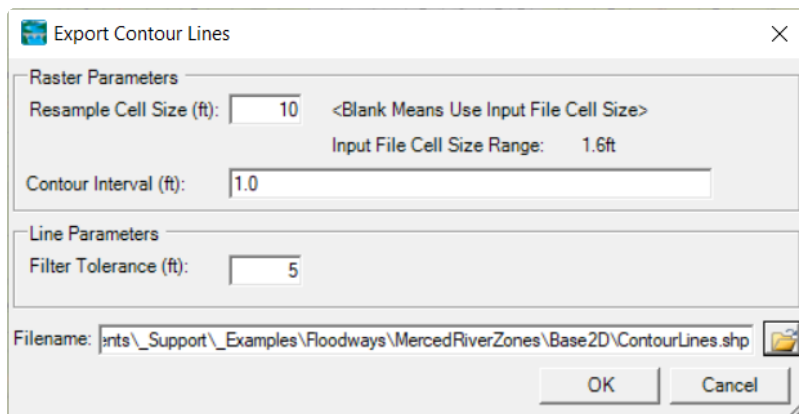 Export Contour Lines
Raster Parameters
Resample Cell Size (ft): 10 <Blank Means Use Input File Cell Size>
Input File Cell Size Range: 1.6ft
Contour Interval (ft): 1.0
Line Parameters
Filter Tolerance (ft): 5
Filename: ents\_Support\_Examples\Floodways\MercedRiverZones\Base2D\ContourLines.shp
OK Cancel